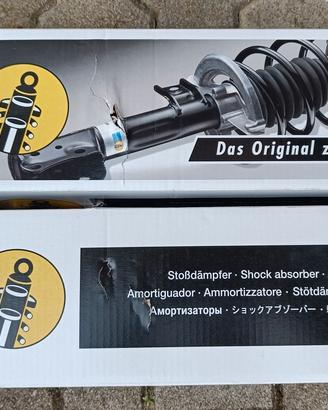 Das Original z
Stoßdämpfer · Shock absorber ·
Amortiguador · Ammortizzatore · Stötdä
Амортизаторы · ショックアブソーバー ·